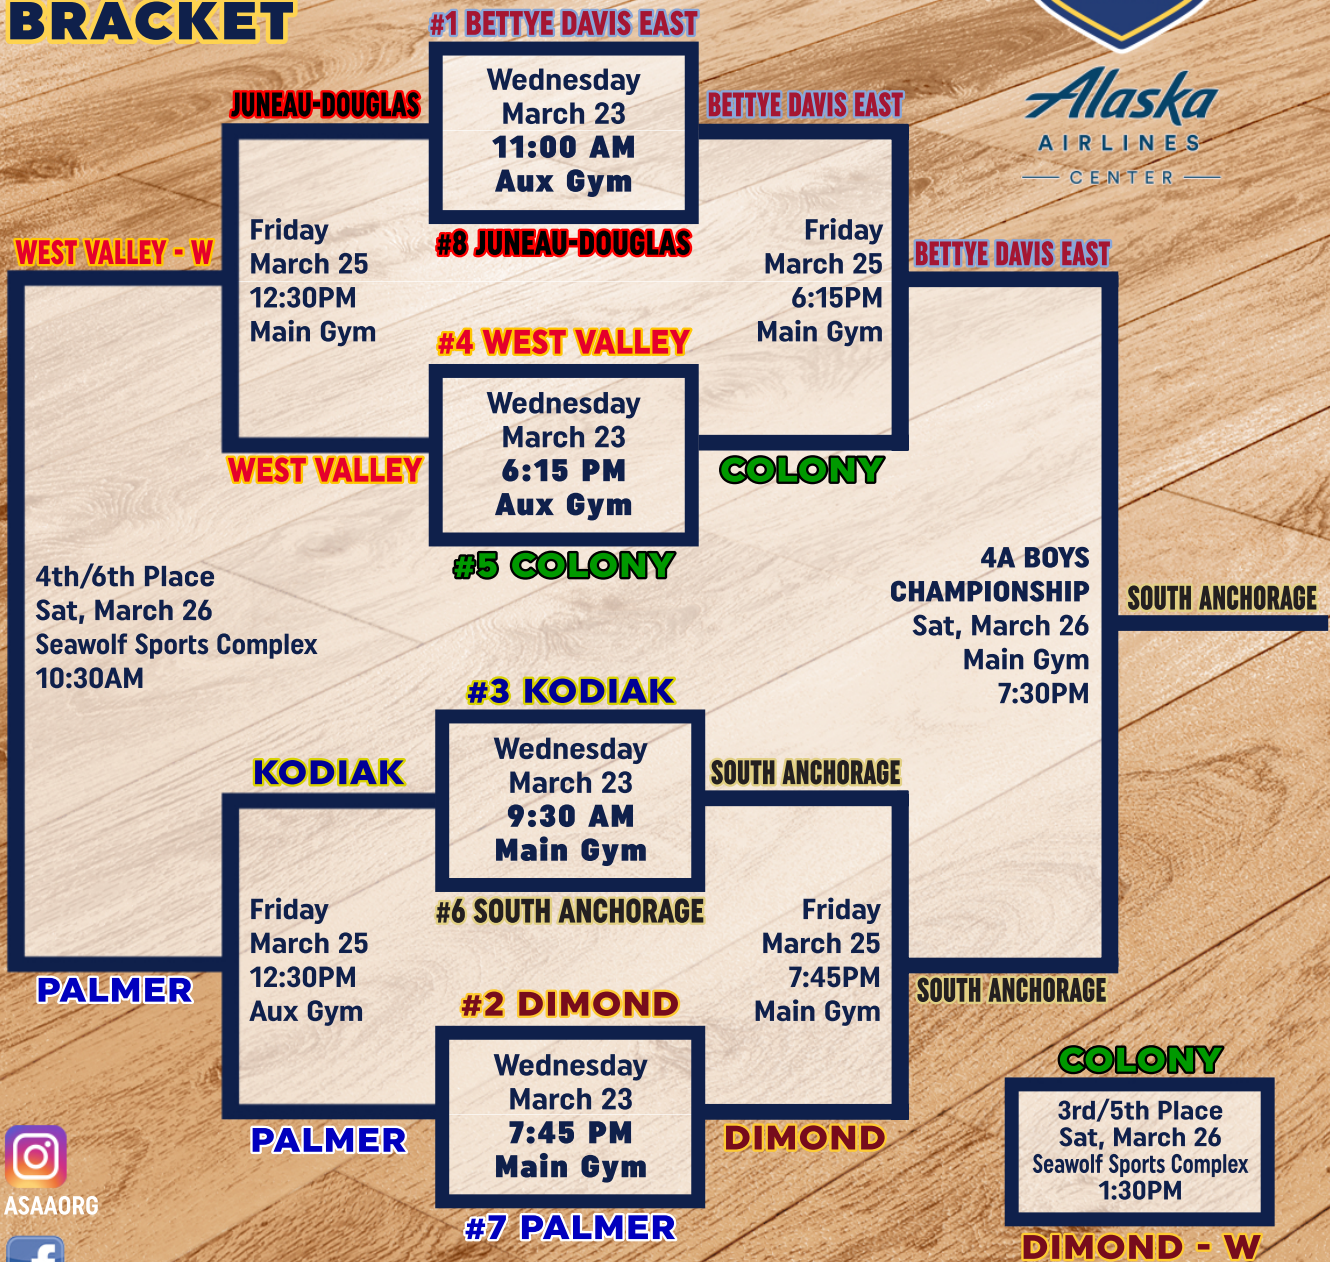 BRACKET
#1 BETTYE DAVIS EAST
Wednesday
March 23
11:00 AM
Aux Gym
#8 JUNEAU-DOUGLAS
JUNEAU-DOUGLAS
BETTYE DAVIS EAST
Alaska
AIRLINES
CENTER
WEST VALLEY - W
Friday
March 25
12:30PM
Main Gym
Friday
March 25
6:15PM
Main Gym
BETTYE DAVIS EAST
#4 WEST VALLEY
Wednesday
March 23
6:15 PM
Aux Gym
#5 COLONY
WEST VALLEY
COLONY
4th/6th Place
Sat, March 26
Seawolf Sports Complex
10:30AM
4A BOYS
CHAMPIONSHIP
Sat, March 26
Main Gym
7:30PM
SOUTH ANCHORAGE
#3 KODIAK
Wednesday
March 23
9:30 AM
Main Gym
#6 SOUTH ANCHORAGE
KODIAK
SOUTH ANCHORAGE
Friday
March 25
12:30PM
Aux Gym
Friday
March 25
7:45PM
Main Gym
PALMER
SOUTH ANCHORAGE
#2 DIMOND
Wednesday
March 23
7:45 PM
Main Gym
#7 PALMER
PALMER
DIMOND
COLONY
3rd/5th Place
Sat, March 26
Seawolf Sports Complex
1:30PM
DIMOND - W
ASAAORG